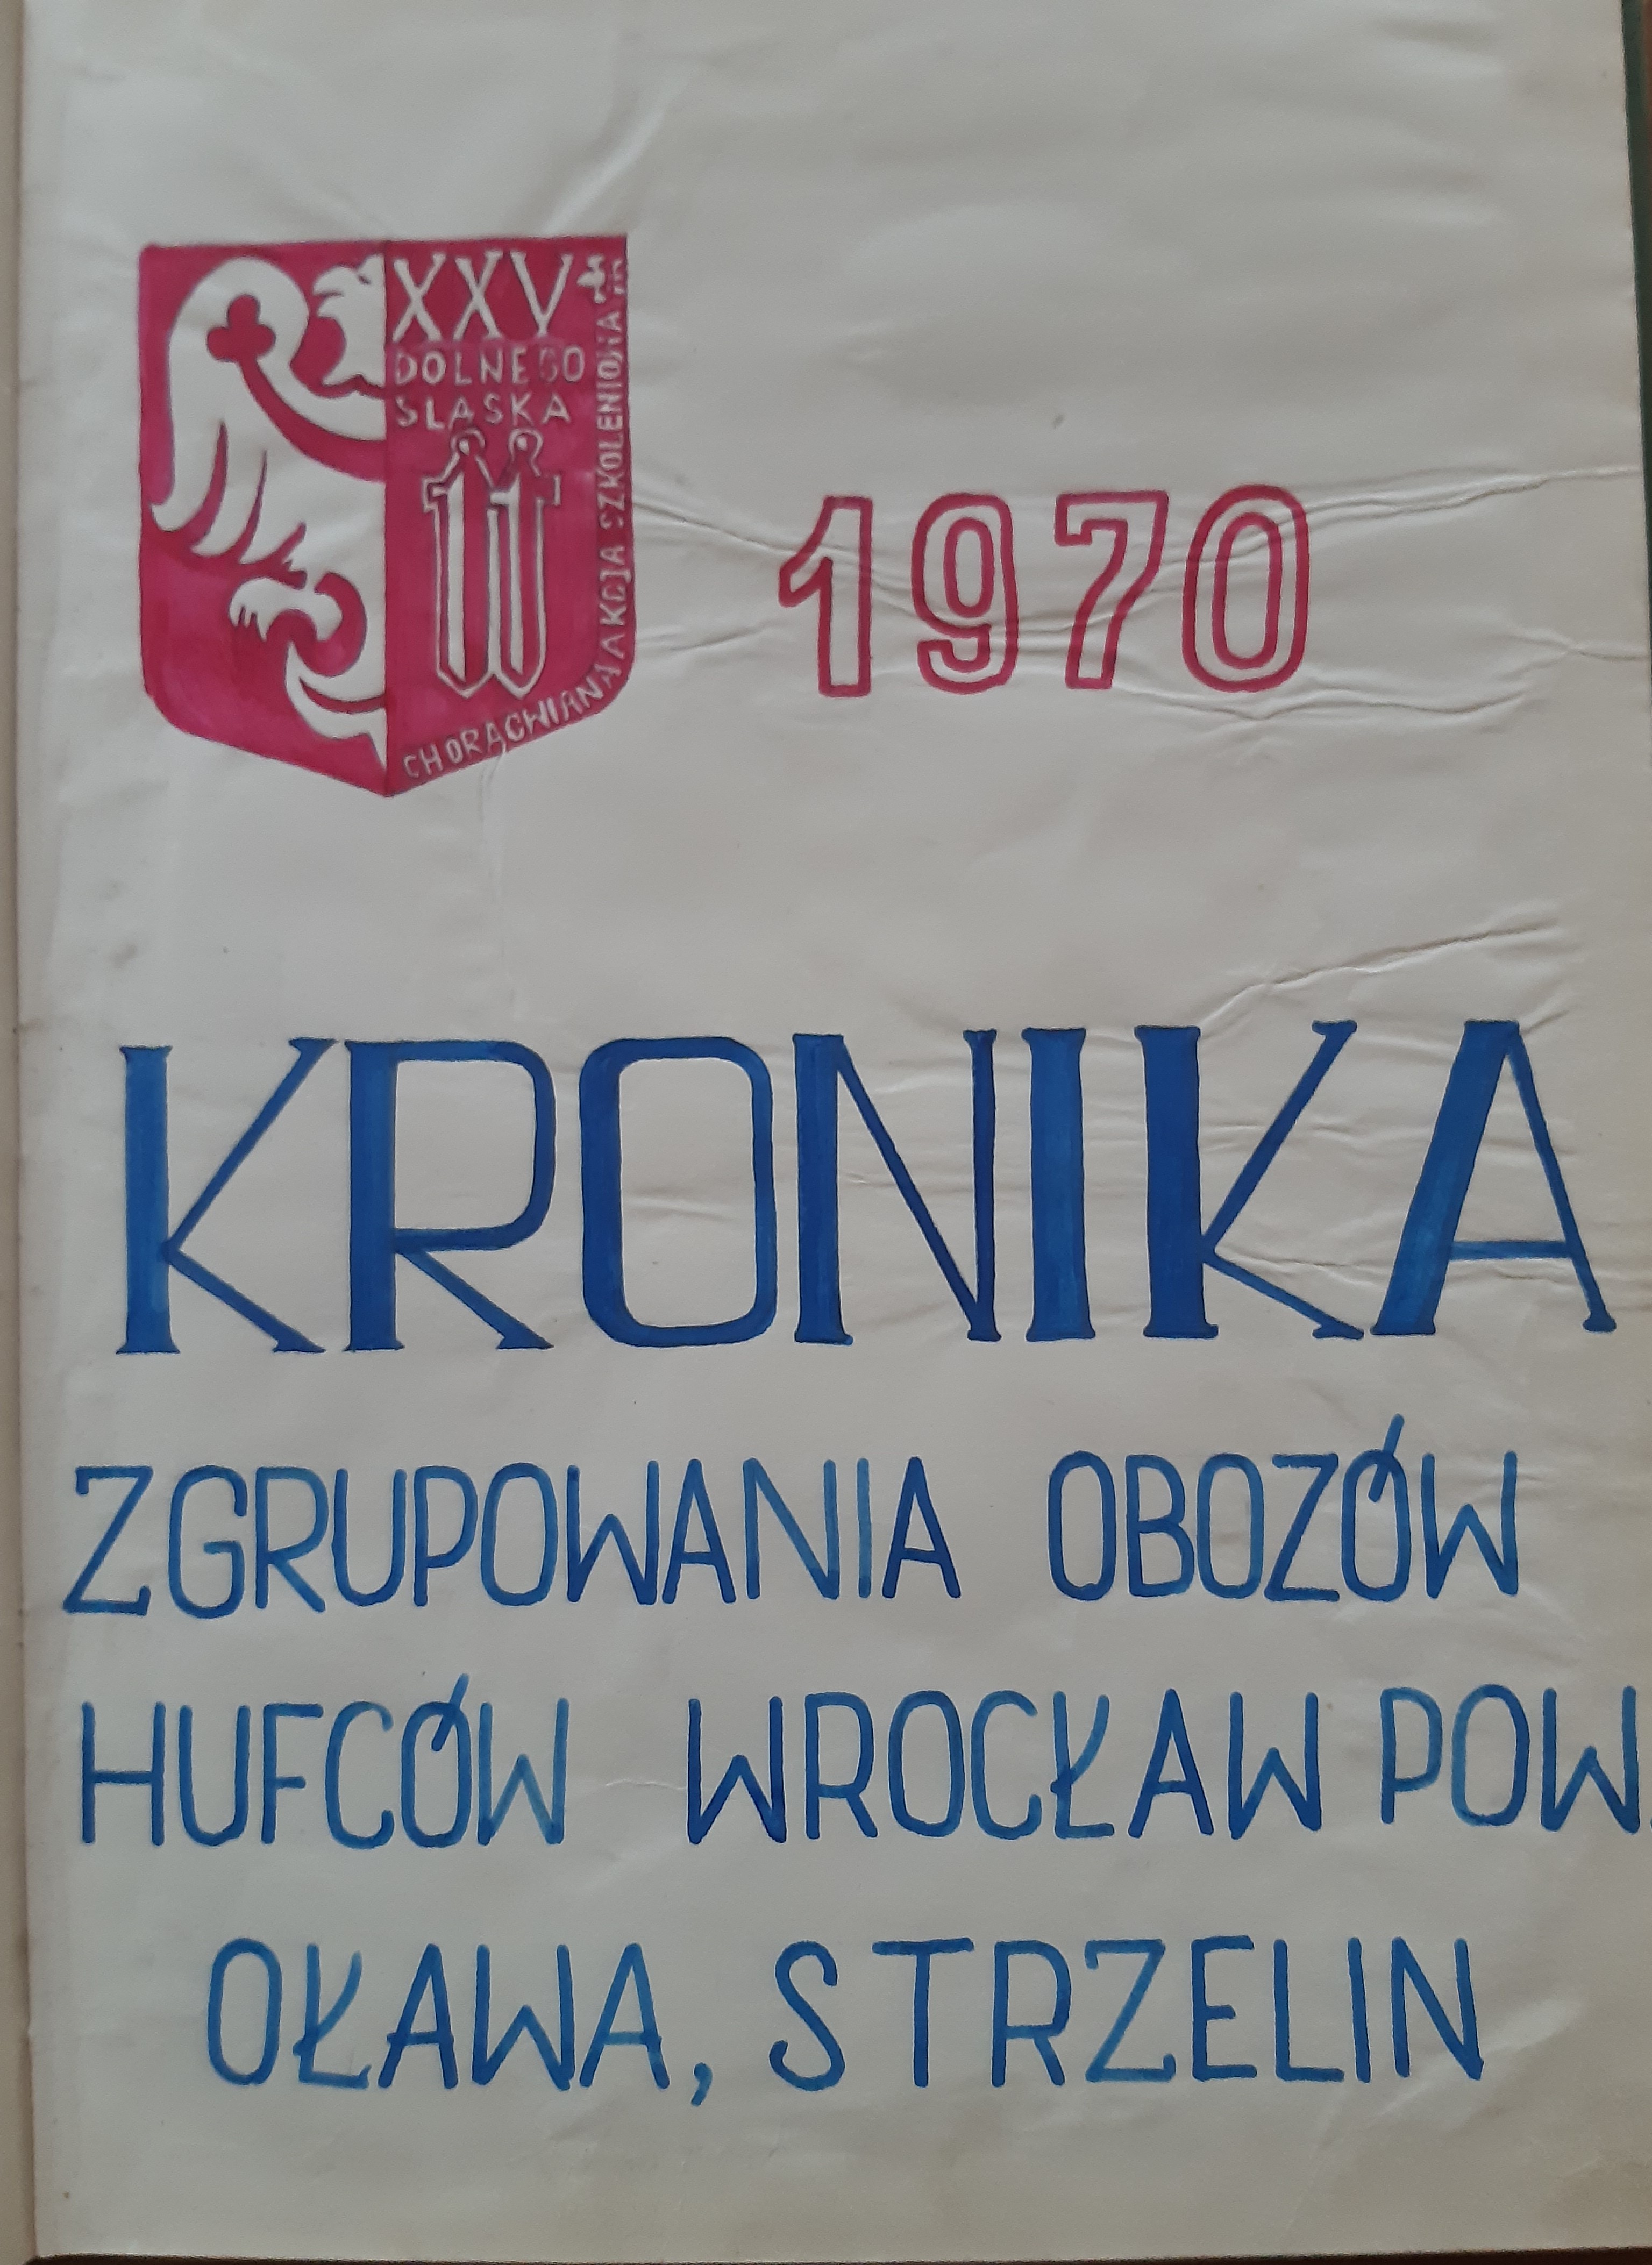 XXV
DOLNEGO
ŚLĄSKA
CHORĄGWIANA AKCJA SZKOLENIOWA
1970
KRONIKA
ZGRUPOWANIA OBOZÓW
HUFCÓW WROCŁAW POW.
OŁAWA, STRZELIN